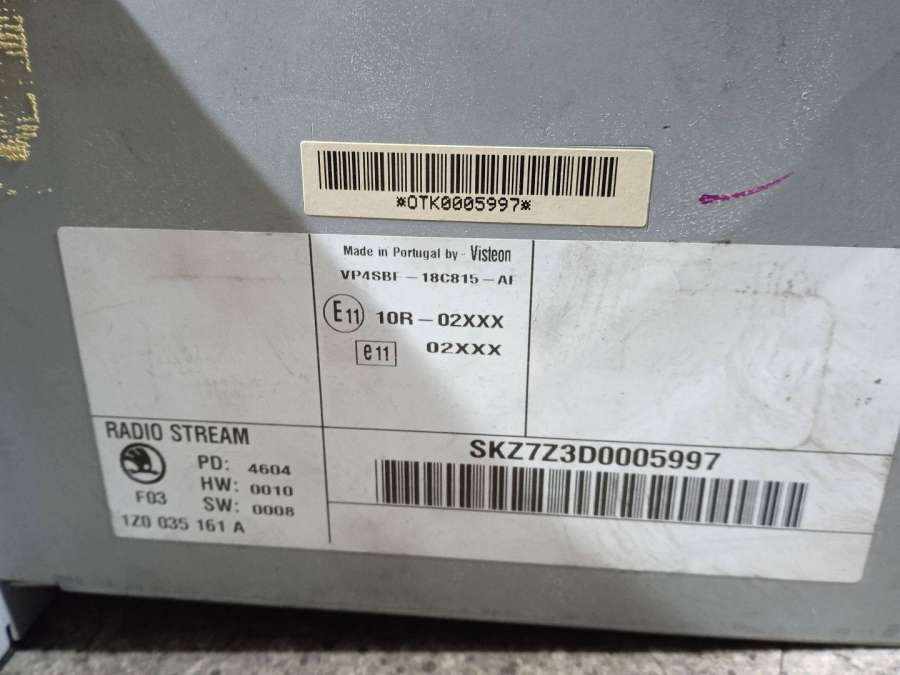 *OTK0005997*
Made in Portugal by - Visteon
VP4SBF-18C815-AF
E11 10R-02XXX
e11 02XXX
RADIO STREAM
PD: 4604
HW: 0010
F03
SW: 0008
1Z0 035 161 A
SKZ7Z3D0005997